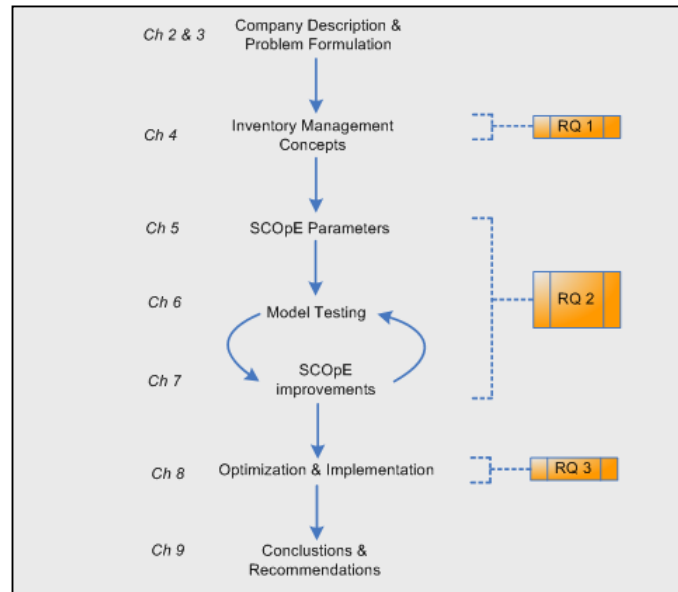 Ch 2 & 3
Company Description &
Problem Formulation
Ch 4
Inventory Management
Concepts
RQ 1
Ch 5
SCOpE Parameters
Ch 6
Model Testing
RQ 2
Ch 7
SCOpE
improvements
Ch 8
Optimization & Implementation
RQ 3
Ch 9
Conclustions &
Recommendations